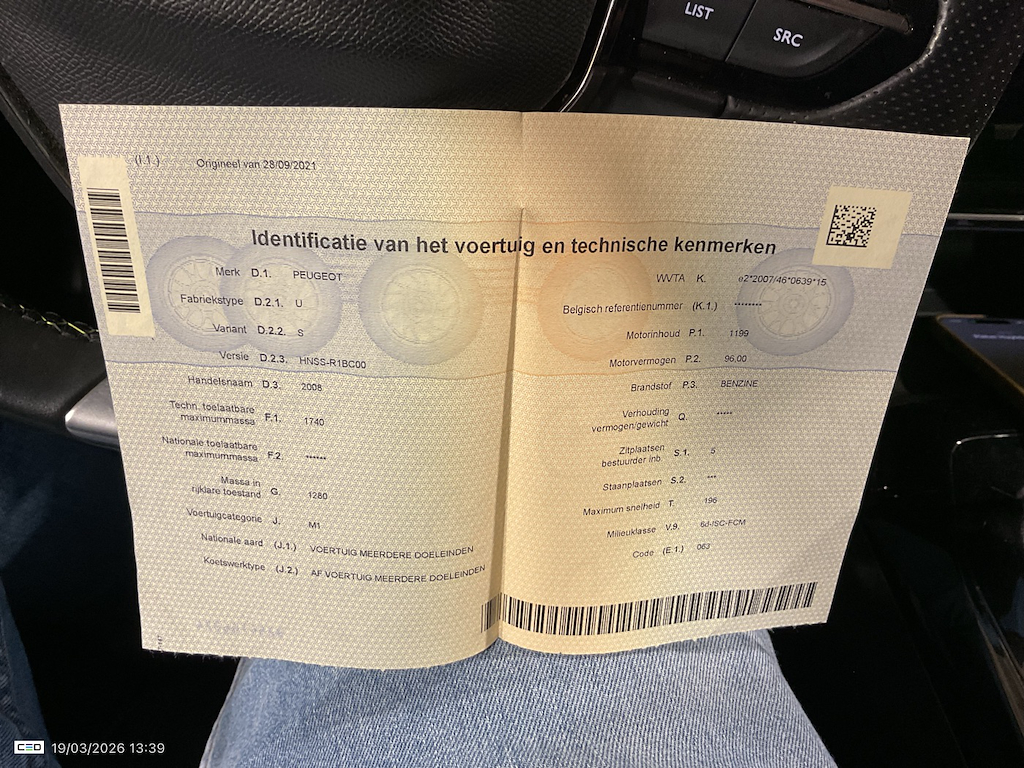 LIST
SRC
(I.1.) Origineel van 28/09/2021
Identificatie van het voertuig en technische kenmerken
Merk D.1. PEUGEOT
Fabriekstype D.2.1. U
Variant D.2.2. S
Versie D.2.3. HNSS-R1BC00
Handelsnaam D.3. 2008
Techn. toelaatbare
maximummassa F.1. 1740
Nationale toelaatbare
maximummassa F.2. ******
Massa in
rijklare toestand G. 1280
Voertuigcategorie J. M1
Nationale aard (J.1.) VOERTUIG MEERDERE DOELEINDEN
Koetswerktype (J.2.) AF VOERTUIG MEERDERE DOELEINDEN
WVTA K. e2*2007/46*0639*15
Belgisch referentienummer (K.1.) ********
Motorinhoud P.1. 1199
Motorvermogen P.2. 96,00
Brandstof P.3. BENZINE
Verhouding
vermogen/gewicht Q. *****
Zitplaatsen
bestuurder inb. S.1. 5
Staanplaatsen S.2. ***
Maximum snelheid T. 196
Milieuklasse V.9. 6d-ISC-FCM
Code (E.1.) 063
CEO 19/03/2026 13:39